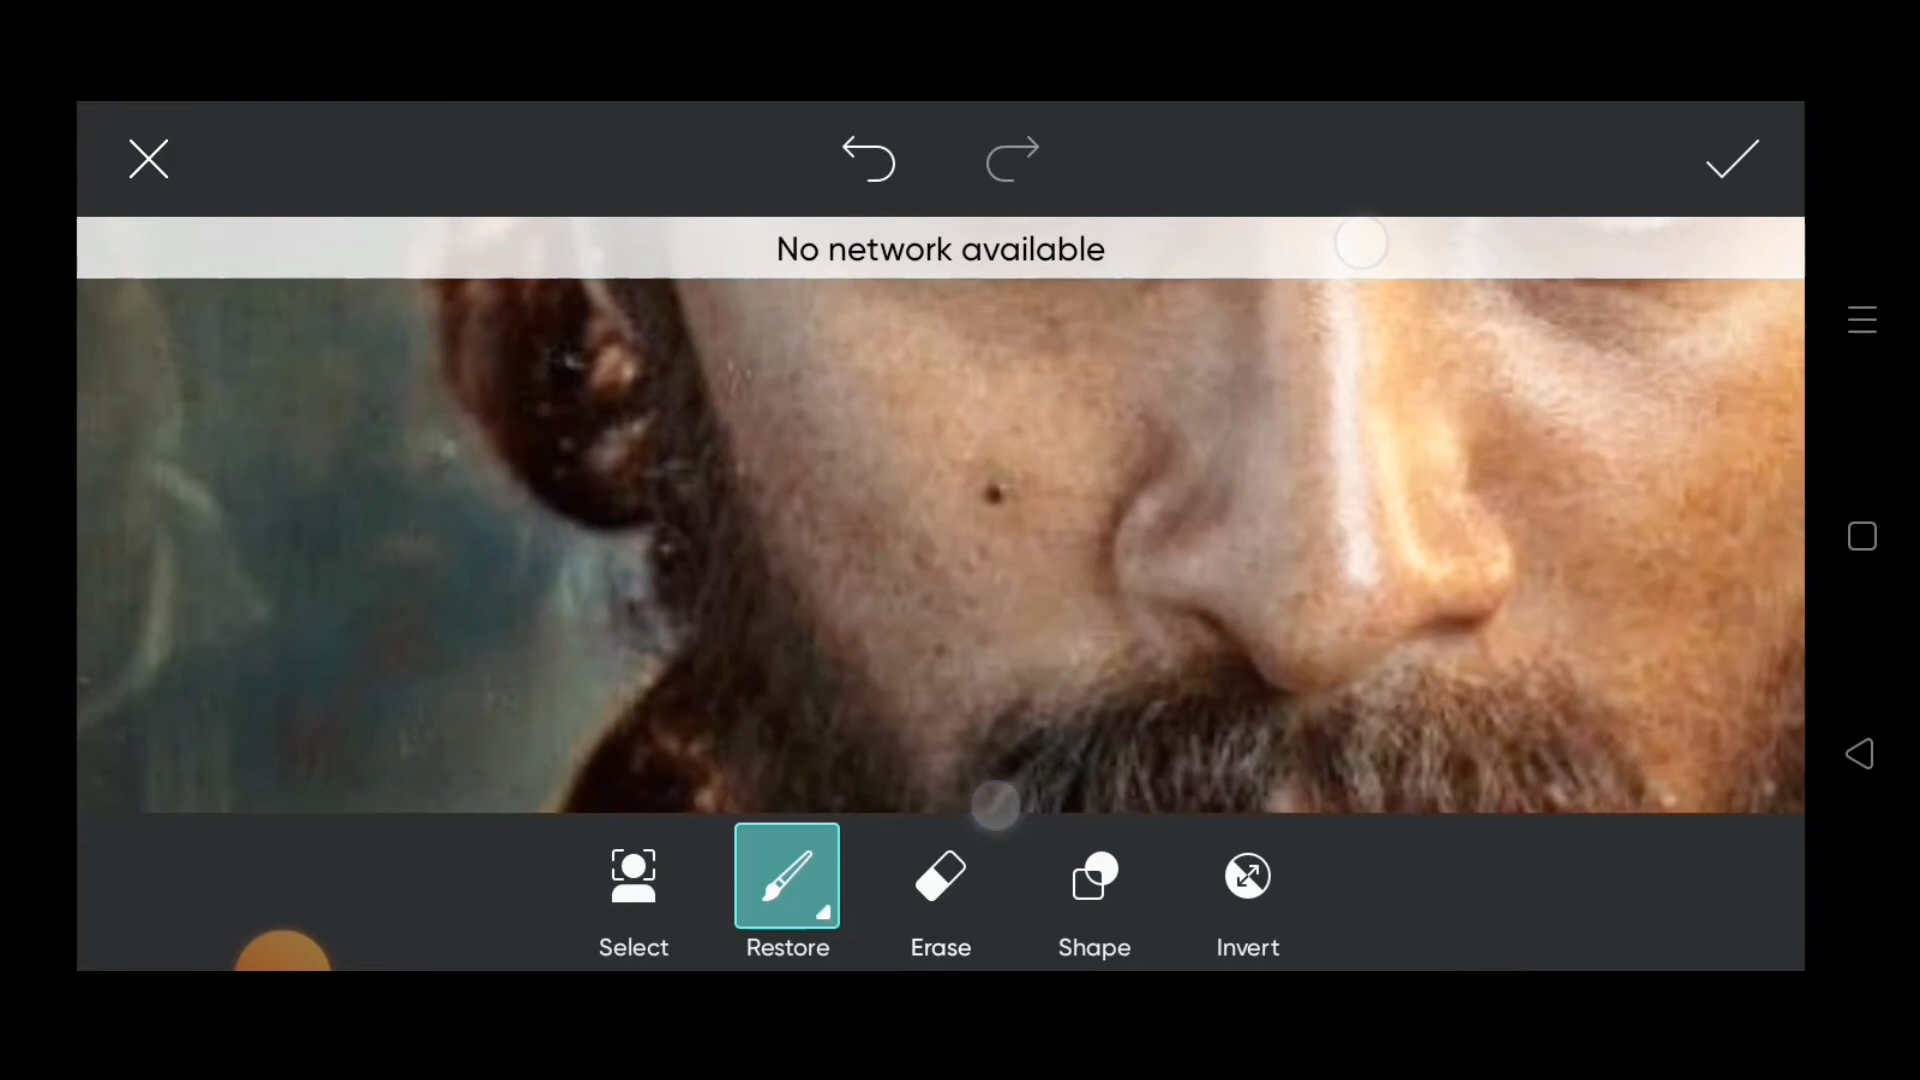 No network available
Select
Restore
Erase
Shape
Invert